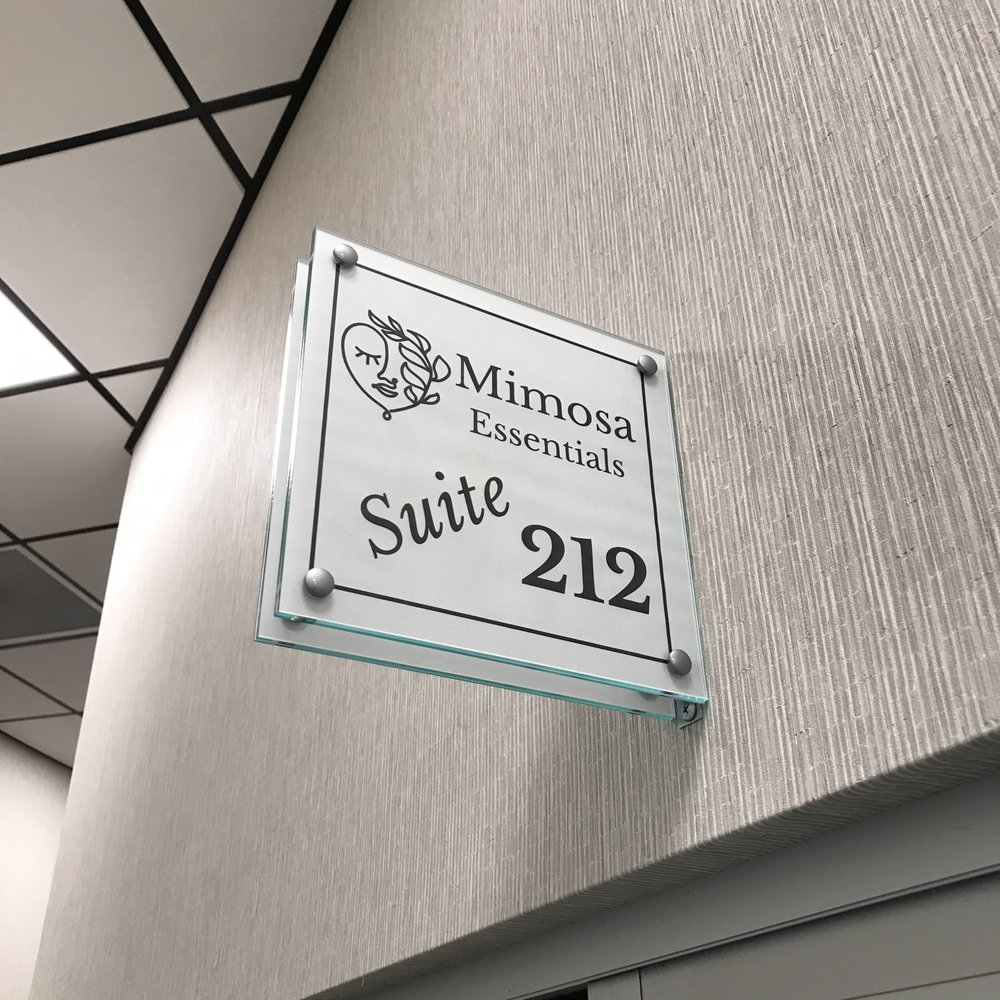 Mimosa
Essentials
Suite
212